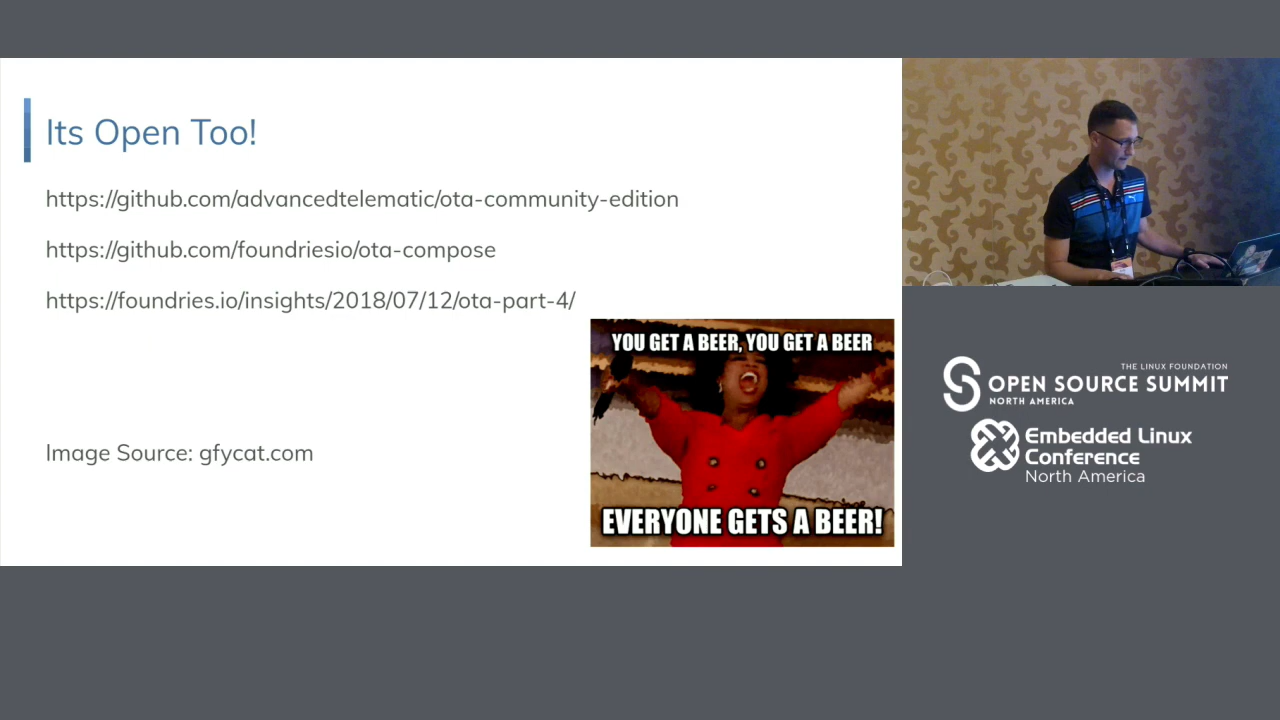 Its Open Too!
https://github.com/advancedtelematic/ota-community-edition
https://github.com/foundriesio/ota-compose
https://foundries.io/insights/2018/07/12/ota-part-4/
YOU GET A BEER, YOU GET A BEER
EVERYONE GETS A BEER!
Image Source: gfycat.com
THE LINUX FOUNDATION
OPEN SOURCE SUMMIT
NORTH AMERICA
Embedded Linux
Conference
North America